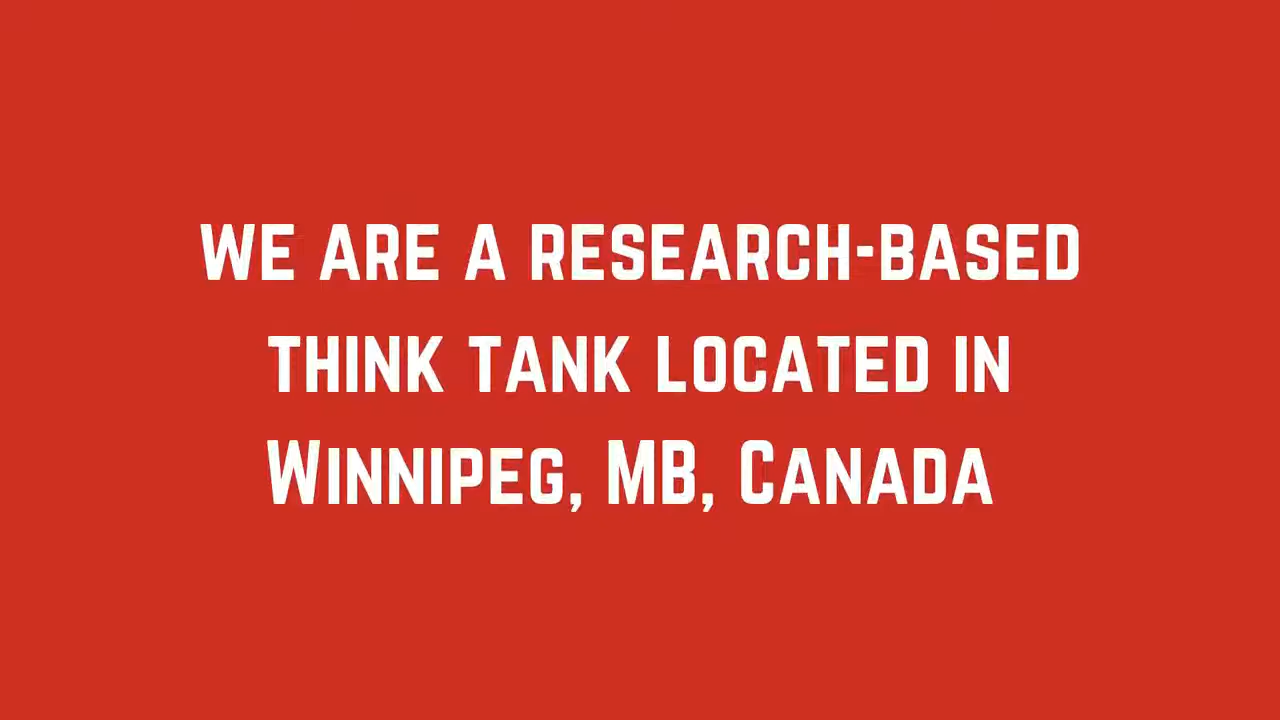 WE ARE A RESEARCH-BASED
THINK TANK LOCATED IN
WINNIPEG, MB, CANADA